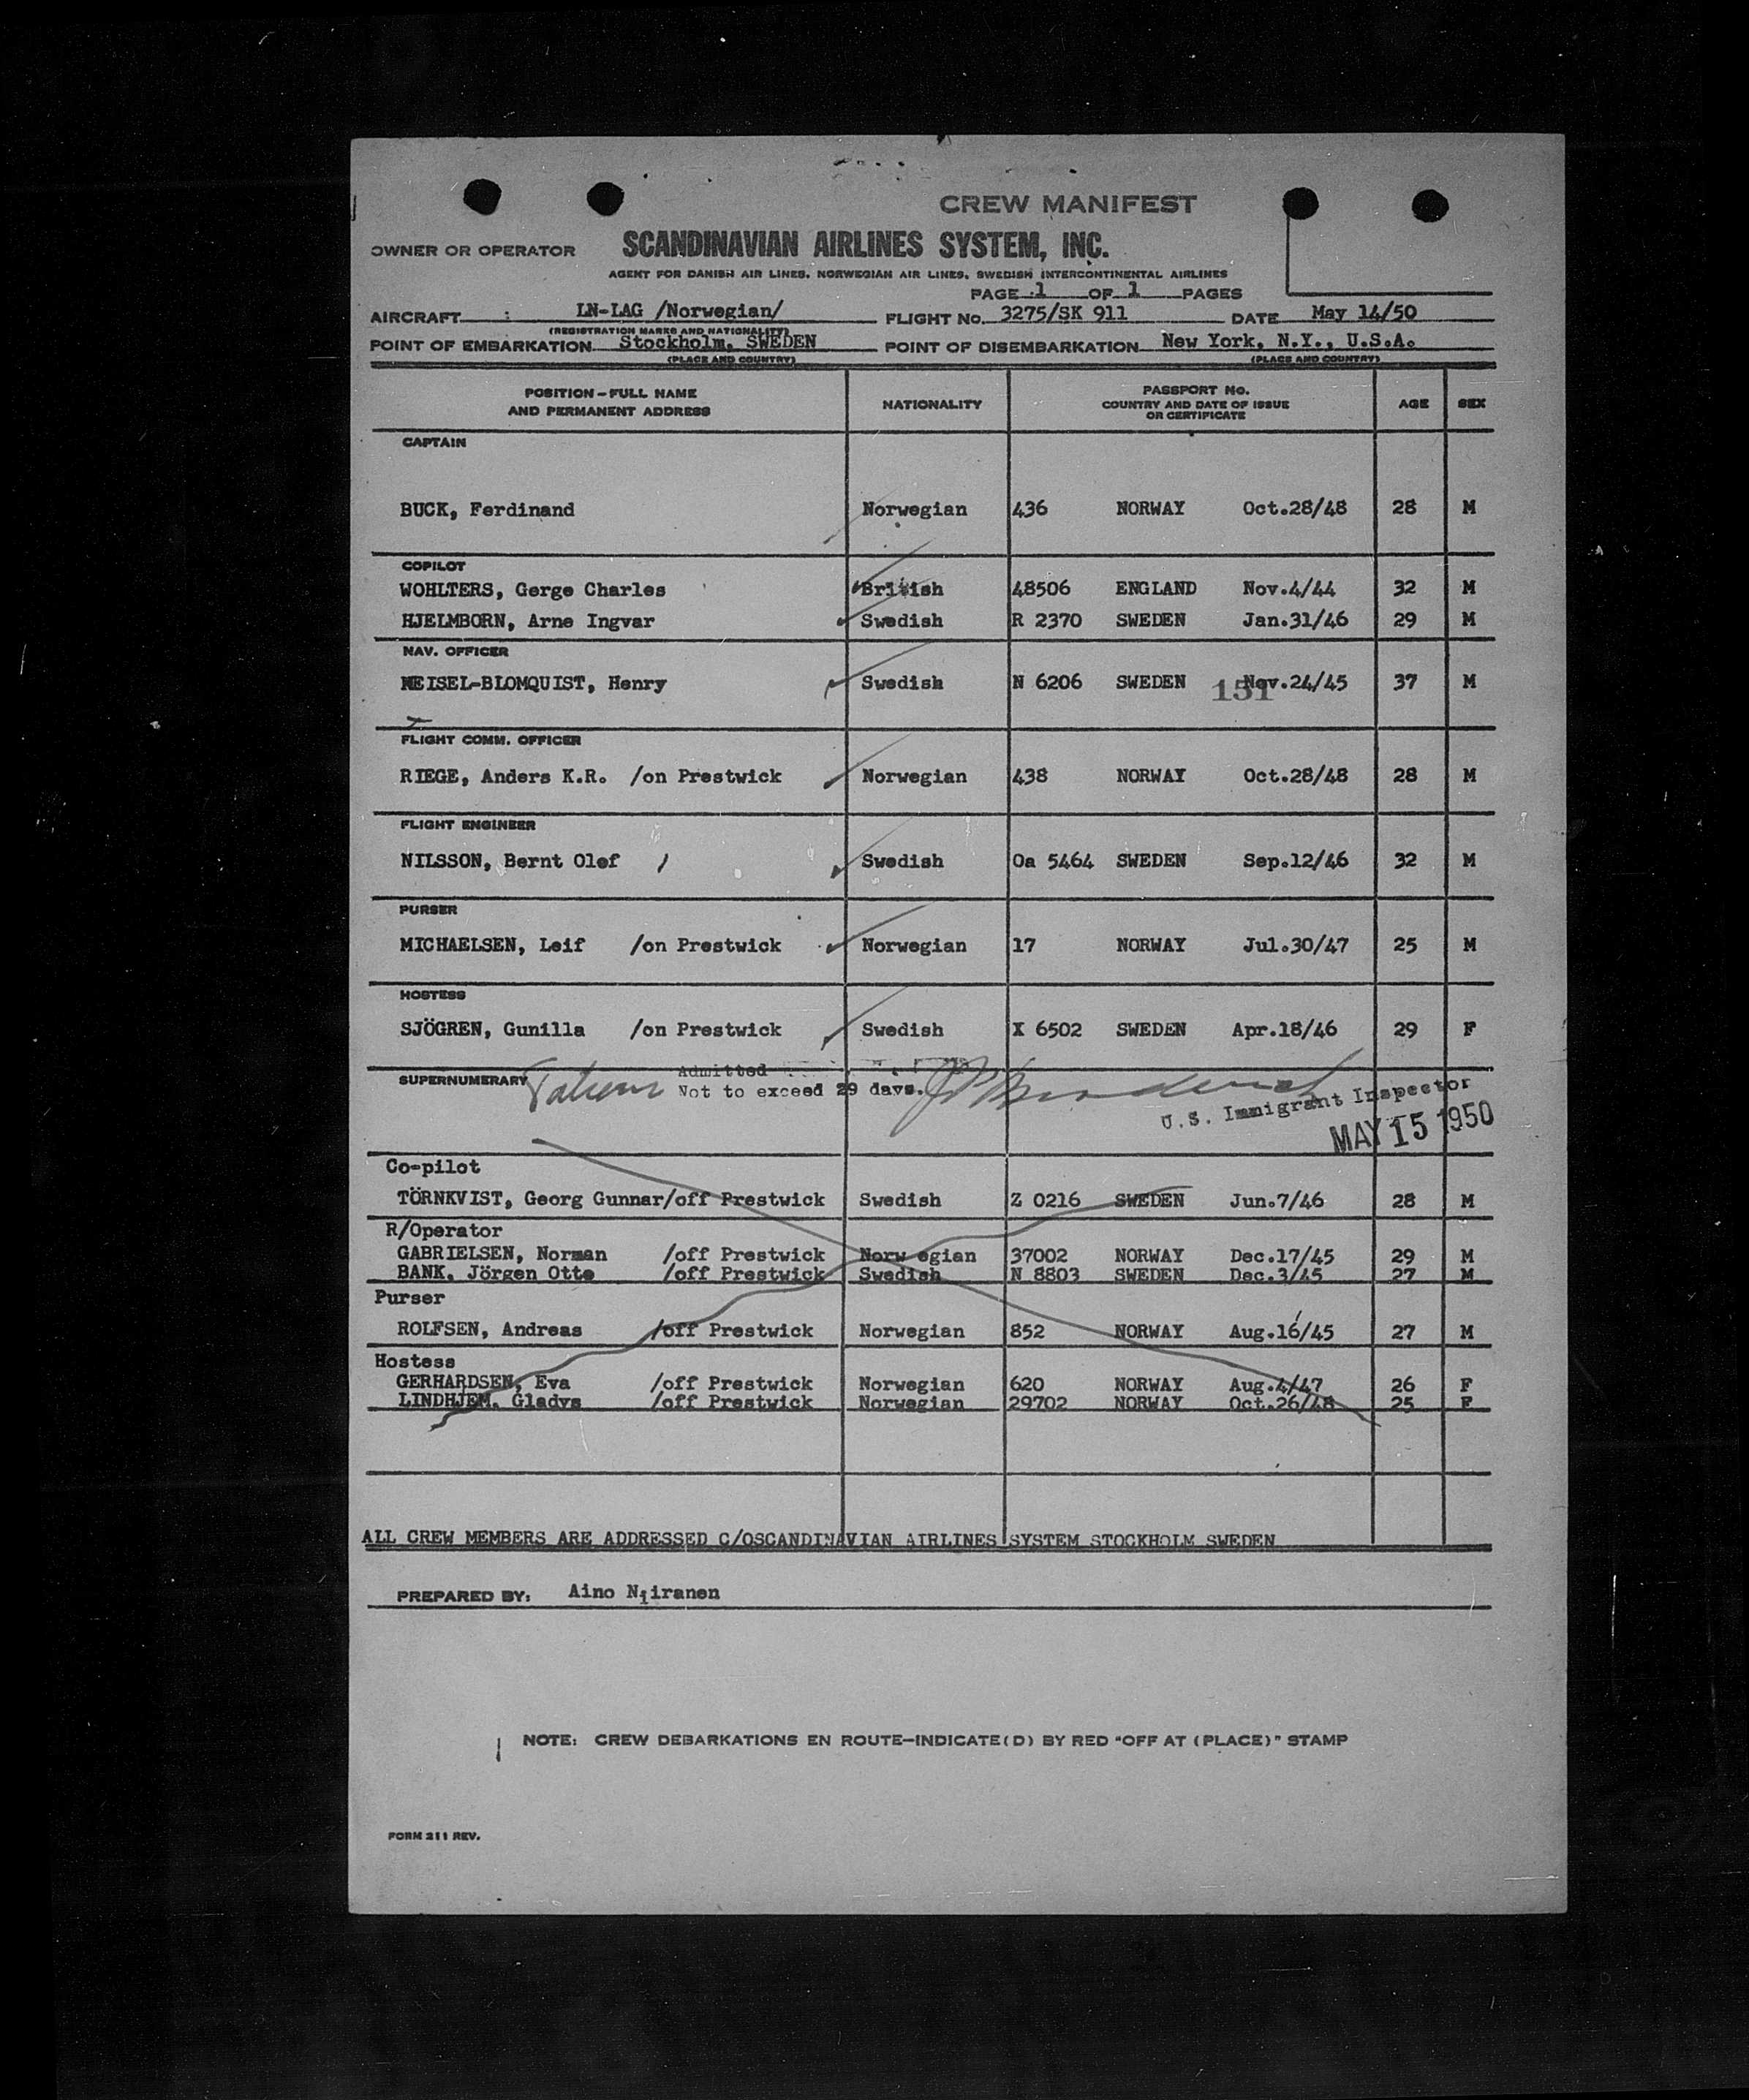 CREW MANIFEST
OWNER OR OPERATOR SCANDINAVIAN AIRLINES SYSTEM, INC.
AGENT FOR DANISH AIR LINES, NORWEGIAN AIR LINES, SWEDISH INTERCONTINENTAL AIRLINES
PAGE 1 OF 1 PAGES
AIRCRAFT : LN-LAG /Norwegian/ FLIGHT No. 3275/SK 911 DATE May 14/50
(REGISTRATION MARKS AND NATIONALITY)
POINT OF EMBARKATION Stockholm, SWEDEN POINT OF DISEMBARKATION New York, N.Y., U.S.A.
(PLACE AND COUNTRY) (PLACE AND COUNTRY)
POSITION – FULL NAME AND PERMANENT ADDRESS NATIONALITY PASSPORT No. COUNTRY AND DATE OF ISSUE OR CERTIFICATE AGE SEX
CAPTAIN
BUCK, Ferdinand Norwegian 436 NORWAY Oct.28/48 28 M
COPILOT
WOHLTERS, Gerge Charles British 48506 ENGLAND Nov.4/44 32 M
HJELMBORN, Arne Ingvar Swedish R 2370 SWEDEN Jan.31/46 29 M
NAV. OFFICER
MEISEL-BLOMQUIST, Henry Swedish N 6206 SWEDEN Nov.24/45 37 M
151
FLIGHT COMM. OFFICER
RIEGE, Anders K.R. /on Prestwick Norwegian 438 NORWAY Oct.28/48 28 M
FLIGHT ENGINEER
NILSSON, Bernt Olef / Swedish Oa 5464 SWEDEN Sep.12/46 32 M
PURSER
MICHAELSEN, Leif /on Prestwick Norwegian 17 NORWAY Jul.30/47 25 M
HOSTESS
SJÖGREN, Gunilla /on Prestwick Swedish X 6502 SWEDEN Apr.18/46 29 F
Admitted
SUPERNUMERARY Not to exceed 29 days.
U.S. Immigrant Inspector
MAY 15 1950
Co-pilot
TÖRNKVIST, Georg Gunnar/off Prestwick Swedish Z 0216 SWEDEN Jun.7/46 28 M
R/Operator
GABRIELSEN, Norman /off Prestwick Norw egian 37002 NORWAY Dec.17/45 29 M
BANK, Jörgen Otto /off Prestwick Swedish N 8803 SWEDEN Dec.3/45 27 M
Purser
ROLFSEN, Andreas /off Prestwick Norwegian 852 NORWAY Aug.16/45 27 M
Hostess
GERHARDSEN, Eva /off Prestwick Norwegian 620 NORWAY Aug.4/47 26 F
LINDHJEM, Gladys /off Prestwick Norwegian 29702 NORWAY Oct.26/48 25 F
ALL CREW MEMBERS ARE ADDRESSED C/OSCANDINAVIAN AIRLINES SYSTEM STOCKHOLM SWEDEN
PREPARED BY: Aino Niiranen
NOTE: CREW DEBARKATIONS EN ROUTE–INDICATE(D) BY RED "OFF AT (PLACE)" STAMP
FORM 211 REV.